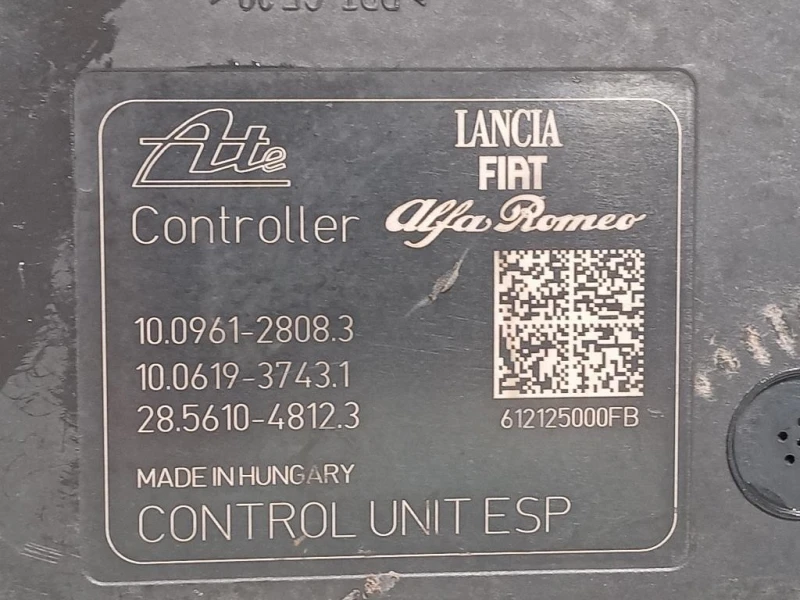 Ate
LANCIA
FIAT
Alfa Romeo
Controller
10.0961-2808.3
10.0619-3743.1
28.5610-4812.3
612125000FB
MADE IN HUNGARY
CONTROL UNIT ESP